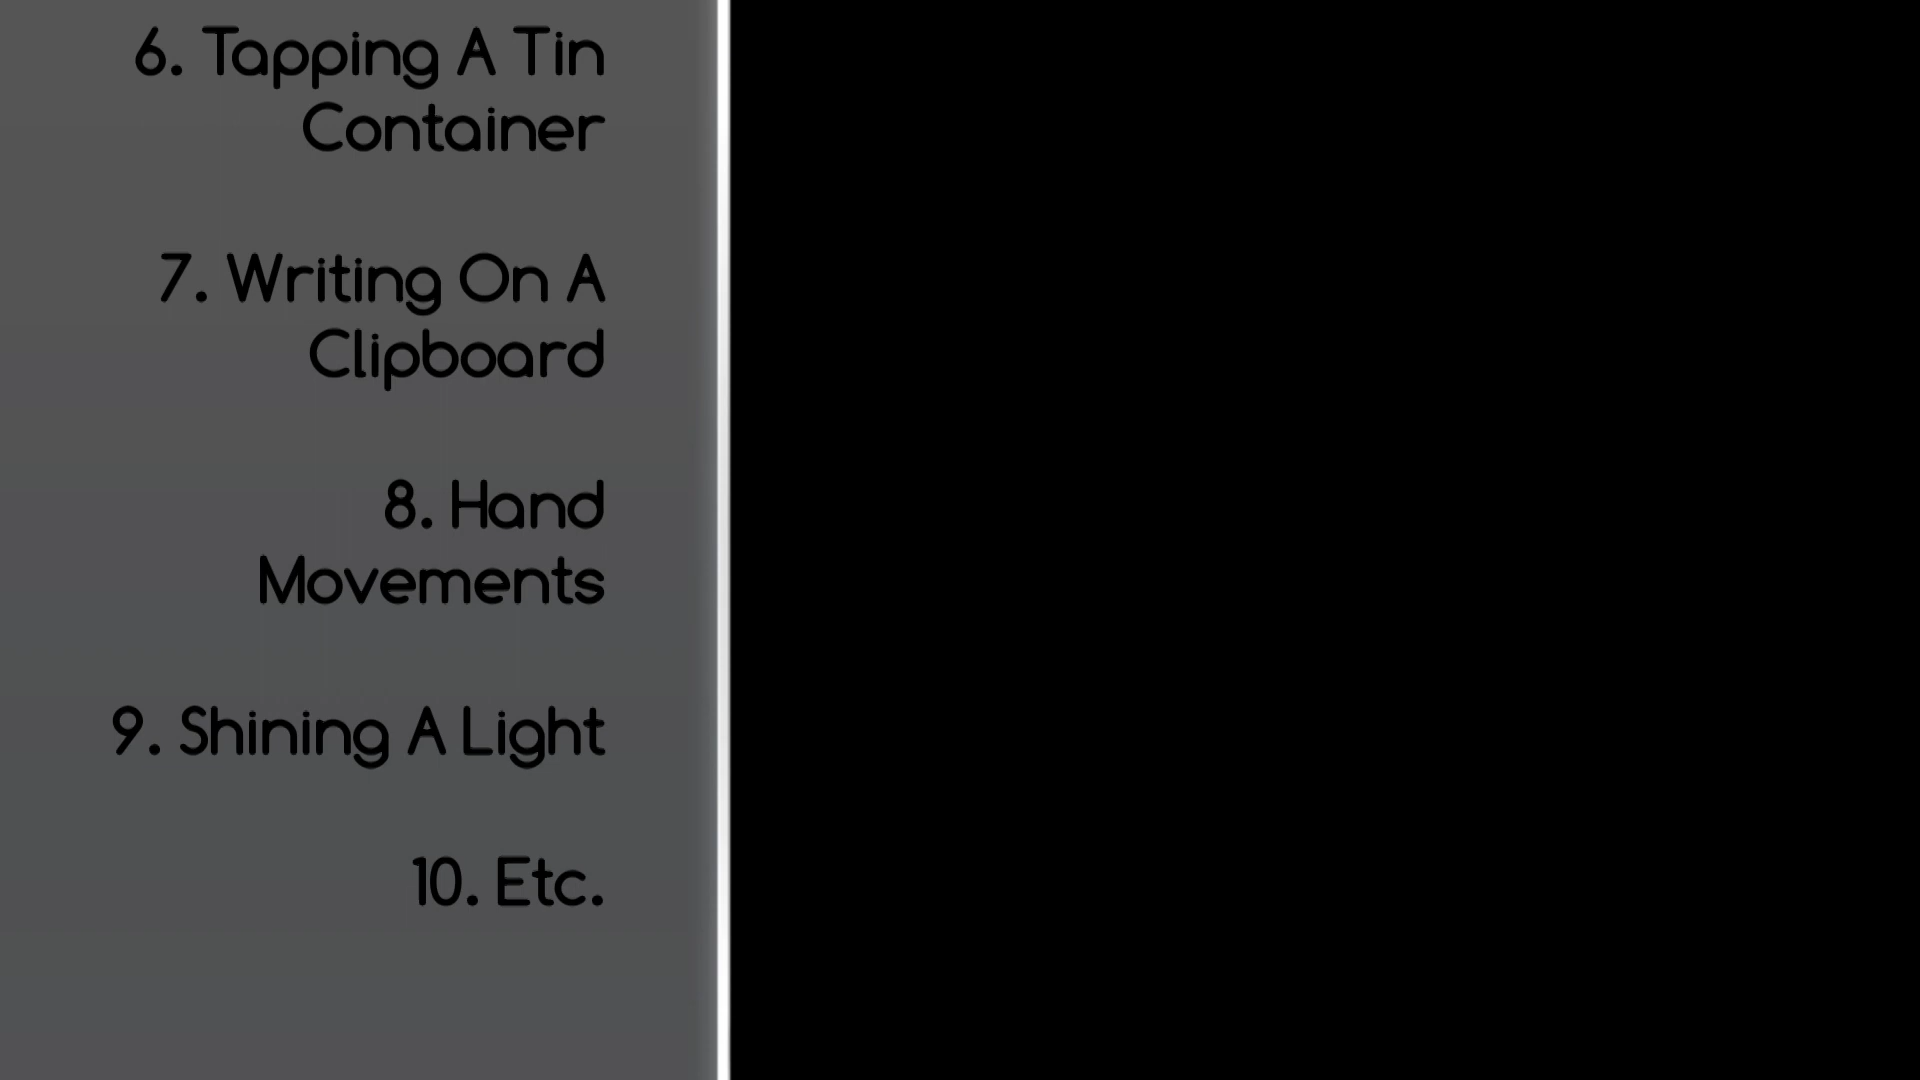 6. Tapping A Tin
Container
7. Writing On A
Clipboard
8. Hand
Movements
9. Shining A Light
10. Etc.